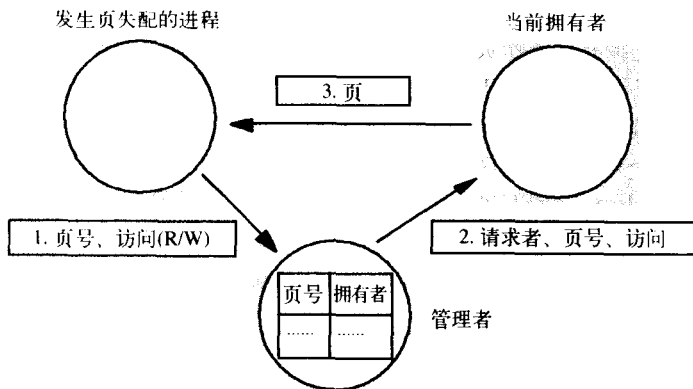 发生页失配的进程
当前拥有者
3. 页
1. 页号、访问(R/W)
2. 请求者、页号、访问
页号 拥有者
...... ......
管理者